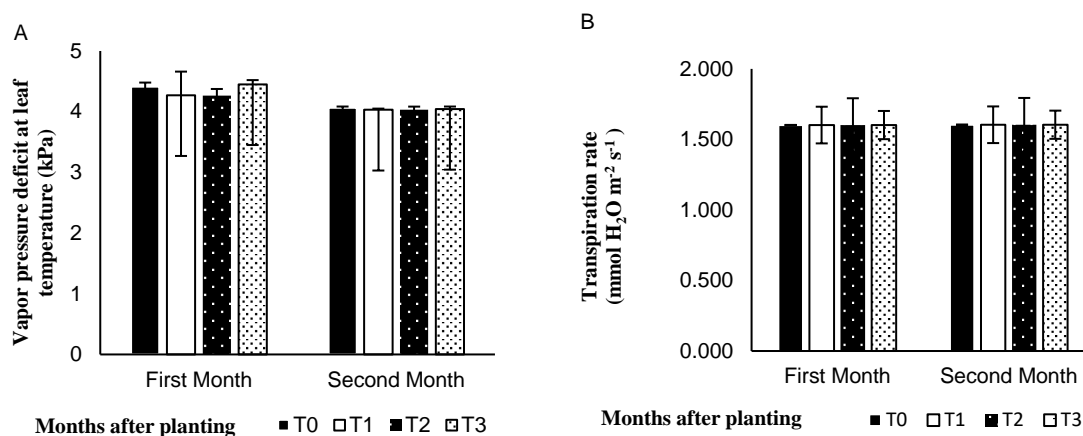 A
Vapor pressure deficit at leaf
temperature (kPa)
5
4
3
2
1
0
First Month
Second Month
Months after planting
T0
T1
T2
T3
B
Transpiration rate
(mmol H₂O m⁻² s⁻¹)
2.000
1.500
1.000
0.500
0.000
First Month
Second Month
Months after planting
T0
T1
T2
T3